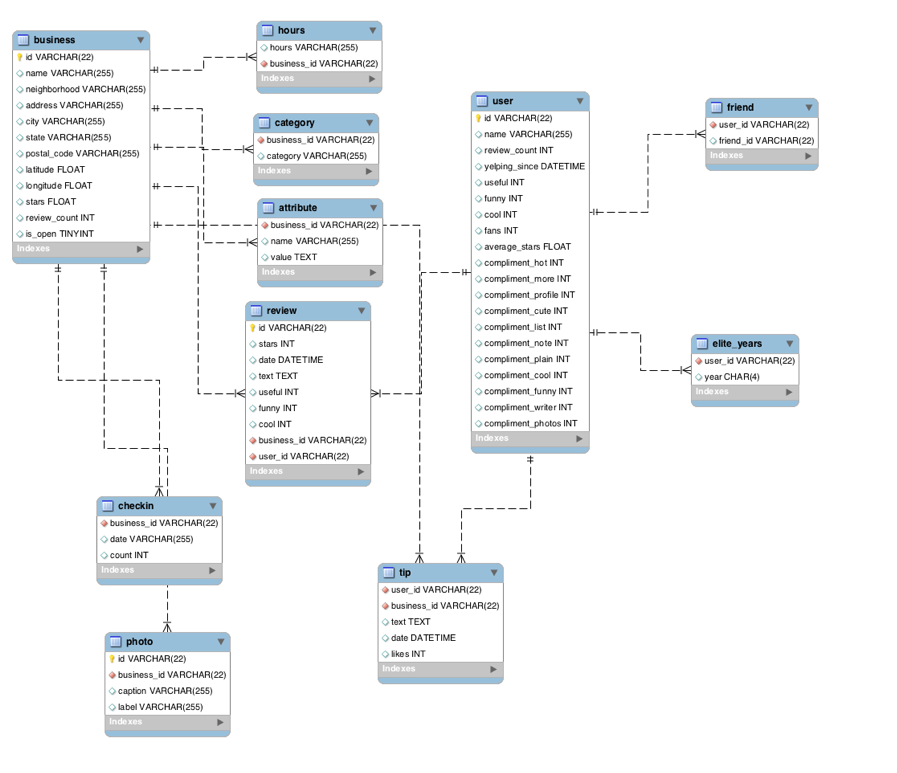 business
id VARCHAR(22)
name VARCHAR(255)
neighborhood VARCHAR(255)
address VARCHAR(255)
city VARCHAR(255)
state VARCHAR(255)
postal_code VARCHAR(255)
latitude FLOAT
longitude FLOAT
stars FLOAT
review_count INT
is_open TINYINT
Indexes
hours
hours VARCHAR(255)
business_id VARCHAR(22)
Indexes
category
business_id VARCHAR(22)
category VARCHAR(255)
Indexes
attribute
business_id VARCHAR(22)
name VARCHAR(255)
value TEXT
Indexes
review
id VARCHAR(22)
stars INT
date DATETIME
text TEXT
useful INT
funny INT
cool INT
business_id VARCHAR(22)
user_id VARCHAR(22)
Indexes
user
id VARCHAR(22)
name VARCHAR(255)
review_count INT
yelping_since DATETIME
useful INT
funny INT
cool INT
fans INT
average_stars FLOAT
compliment_hot INT
compliment_more INT
compliment_profile INT
compliment_cute INT
compliment_list INT
compliment_note INT
compliment_plain INT
compliment_cool INT
compliment_funny INT
compliment_writer INT
compliment_photos INT
Indexes
friend
user_id VARCHAR(22)
friend_id VARCHAR(22)
Indexes
elite_years
user_id VARCHAR(22)
year CHAR(4)
Indexes
checkin
business_id VARCHAR(22)
date VARCHAR(255)
count INT
Indexes
tip
user_id VARCHAR(22)
business_id VARCHAR(22)
text TEXT
date DATETIME
likes INT
Indexes
photo
id VARCHAR(22)
business_id VARCHAR(22)
caption VARCHAR(255)
label VARCHAR(255)
Indexes